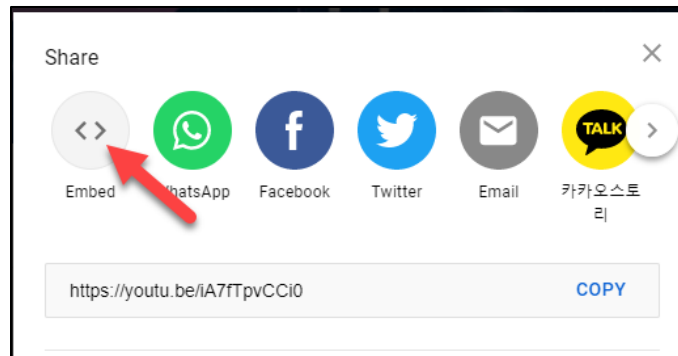 Share
TALK
Embed
WhatsApp
Facebook
Twitter
Email
카카오스토
리
https://youtu.be/iA7fTpvCCi0
COPY